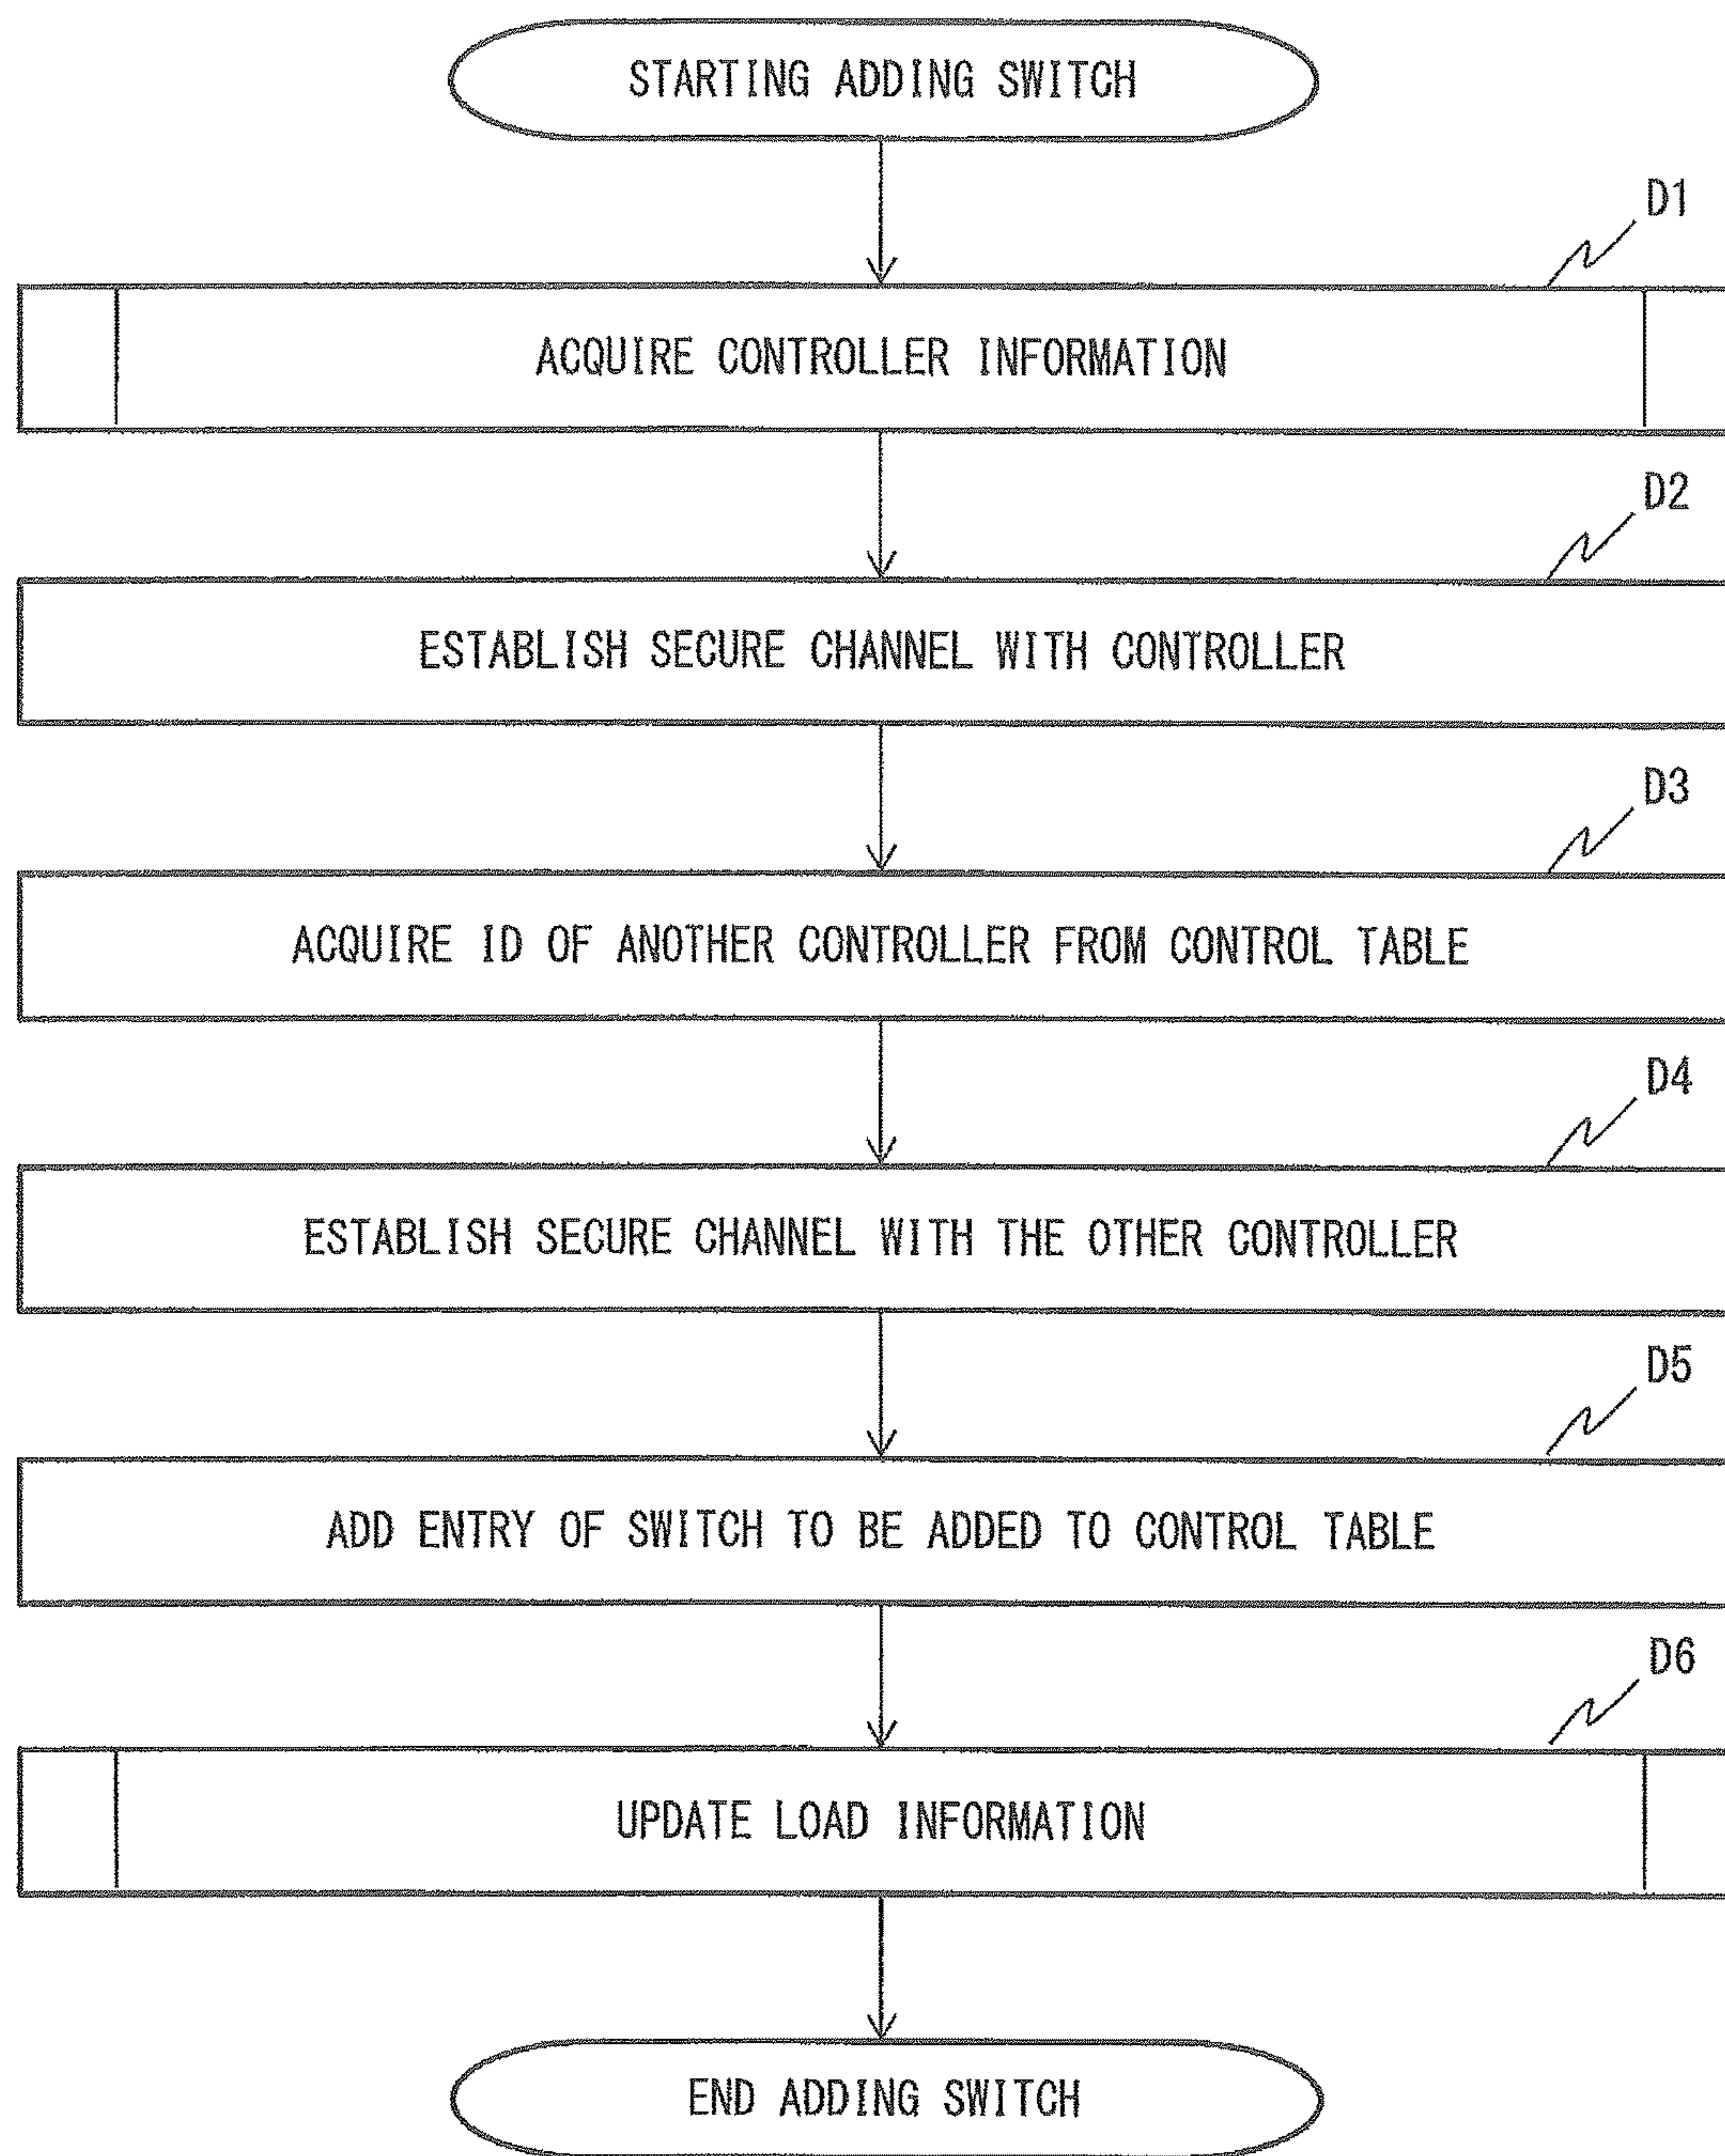 STARTING ADDING SWITCH
D1
ACQUIRE CONTROLLER INFORMATION
D2
ESTABLISH SECURE CHANNEL WITH CONTROLLER
D3
ACQUIRE ID OF ANOTHER CONTROLLER FROM CONTROL TABLE
D4
ESTABLISH SECURE CHANNEL WITH THE OTHER CONTROLLER
D5
ADD ENTRY OF SWITCH TO BE ADDED TO CONTROL TABLE
D6
UPDATE LOAD INFORMATION
END ADDING SWITCH